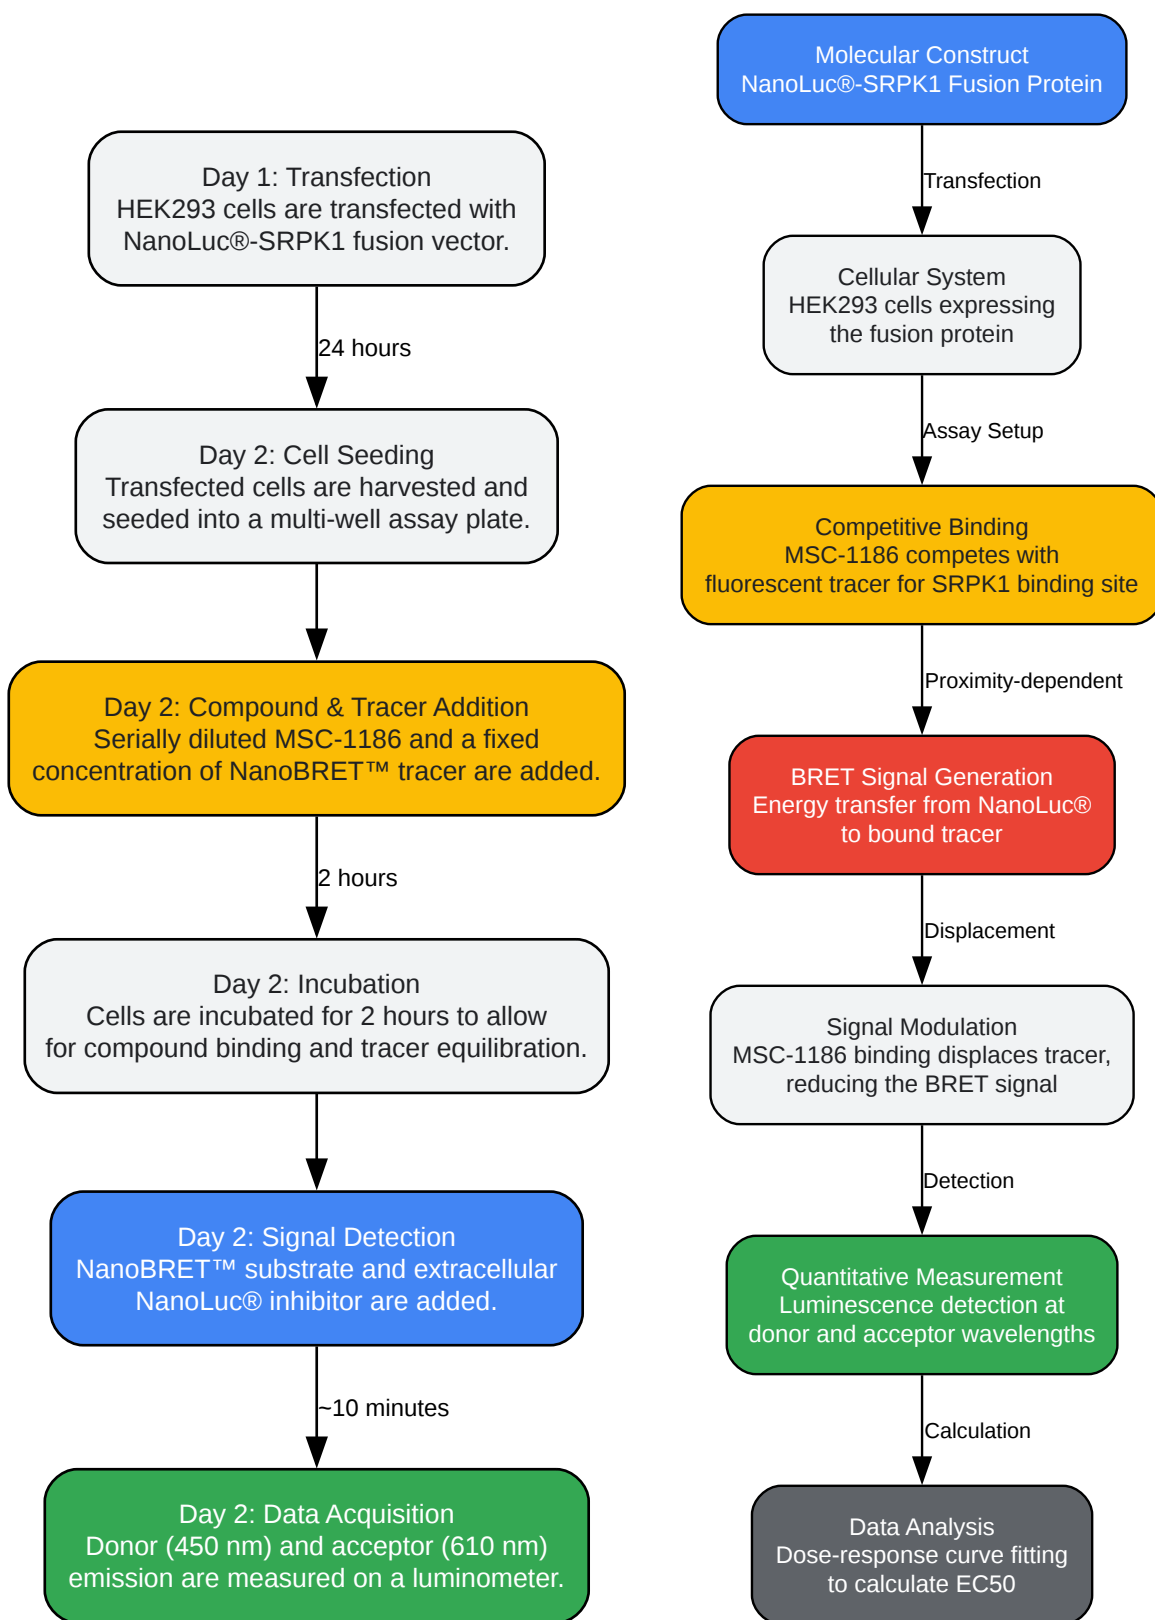 Day 1: Transfection
HEK293 cells are transfected with
NanoLuc®-SRPK1 fusion vector.
24 hours
Day 2: Cell Seeding
Transfected cells are harvested and
seeded into a multi-well assay plate.
Day 2: Compound & Tracer Addition
Serially diluted MSC-1186 and a fixed
concentration of NanoBRET™ tracer are added.
2 hours
Day 2: Incubation
Cells are incubated for 2 hours to allow
for compound binding and tracer equilibration.
Day 2: Signal Detection
NanoBRET™ substrate and extracellular
NanoLuc® inhibitor are added.
~10 minutes
Day 2: Data Acquisition
Donor (450 nm) and acceptor (610 nm)
emission are measured on a luminometer.
Molecular Construct
NanoLuc®-SRPK1 Fusion Protein
Transfection
Cellular System
HEK293 cells expressing
the fusion protein
Assay Setup
Competitive Binding
MSC-1186 competes with
fluorescent tracer for SRPK1 binding site
Proximity-dependent
BRET Signal Generation
Energy transfer from NanoLuc®
to bound tracer
Displacement
Signal Modulation
MSC-1186 binding displaces tracer,
reducing the BRET signal
Detection
Quantitative Measurement
Luminescence detection at
donor and acceptor wavelengths
Calculation
Data Analysis
Dose-response curve fitting
to calculate EC50